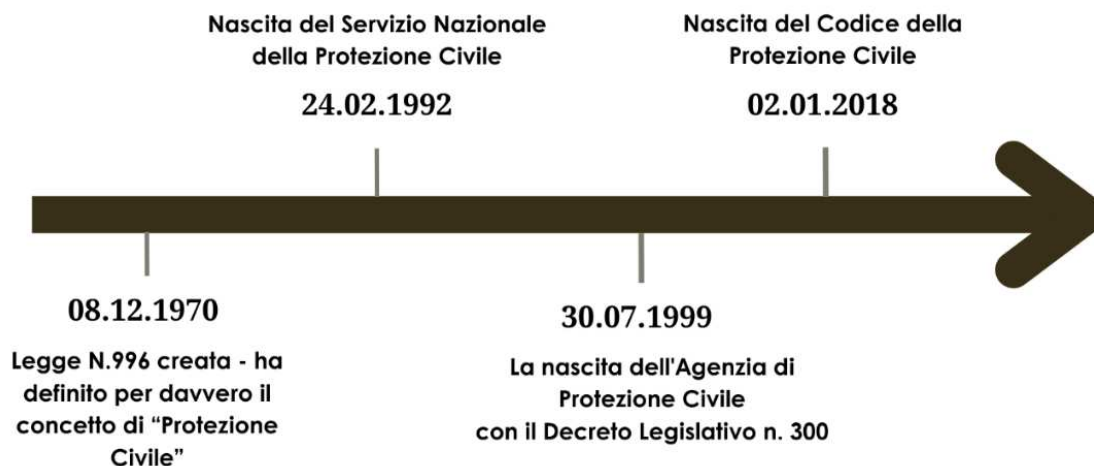 Nascita del Servizio Nazionale
della Protezione Civile
24.02.1992
Nascita del Codice della
Protezione Civile
02.01.2018
08.12.1970
Legge N.996 creata - ha
definito per davvero il
concetto di “Protezione
Civile”
30.07.1999
La nascita dell'Agenzia di
Protezione Civile
con il Decreto Legislativo n. 300